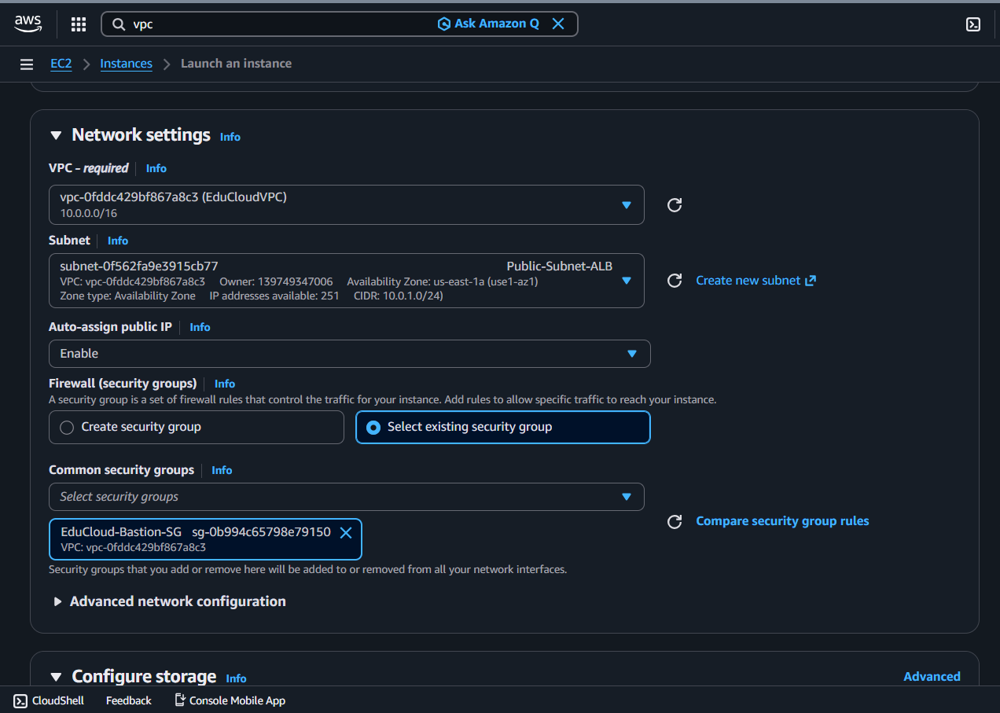 aws
vpc
Ask Amazon Q
EC2 Instances Launch an instance
Network settings Info
VPC - required Info
vpc-0fddc429bf867a8c3 (EduCloudVPC)
10.0.0.0/16
Subnet Info
subnet-0f562fa9e3915cb77 Public-Subnet-ALB
VPC: vpc-0fddc429bf867a8c3 Owner: 139749347006 Availability Zone: us-east-1a (use1-az1)
Zone type: Availability Zone IP addresses available: 251 CIDR: 10.0.1.0/24)
Create new subnet
Auto-assign public IP Info
Enable
Firewall (security groups) Info
A security group is a set of firewall rules that control the traffic for your instance. Add rules to allow specific traffic to reach your instance.
Create security group
Select existing security group
Common security groups Info
Select security groups
EduCloud-Bastion-SG sg-0b994c65798e79150
VPC: vpc-0fddc429bf867a8c3
Compare security group rules
Security groups that you add or remove here will be added to or removed from all your network interfaces.
Advanced network configuration
Configure storage Info
Advanced
CloudShell Feedback Console Mobile App